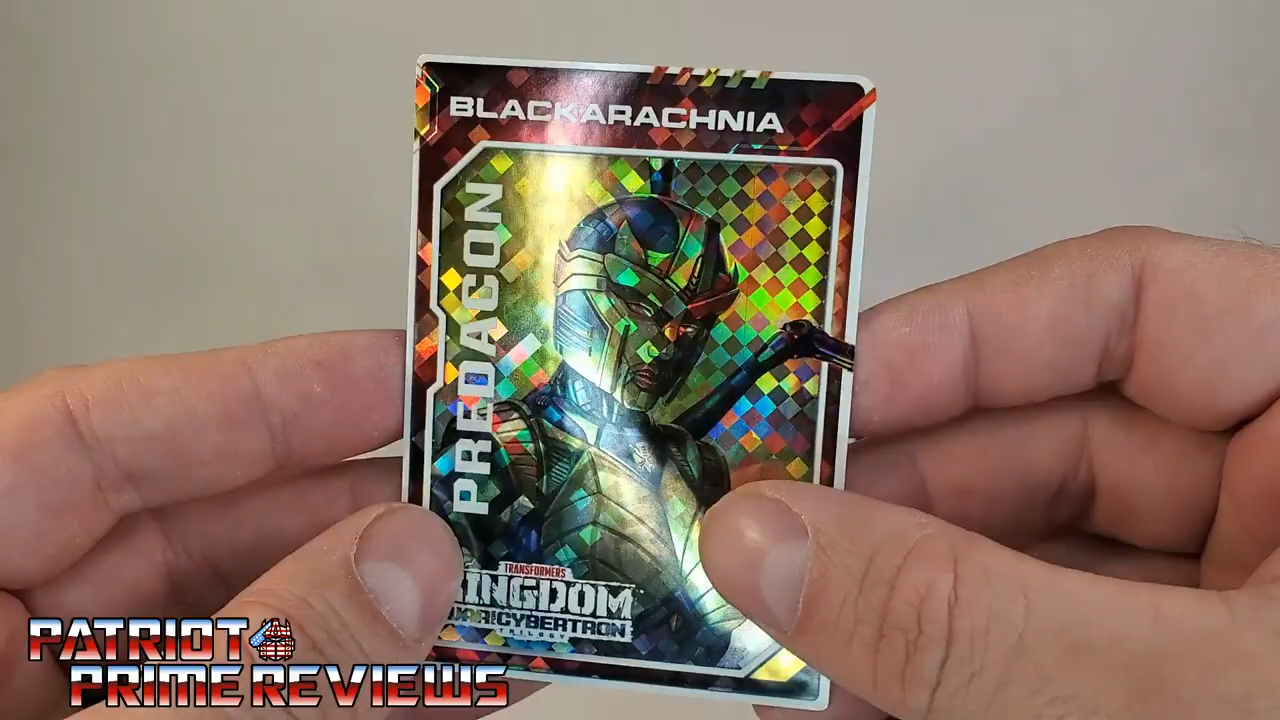 BLACKARACHNIA
PREDACON
TRANSFORMERS
KINGDOM
WAR FOR CYBERTRON
TRILOGY
PATRIOT
PRIME REVIEWS